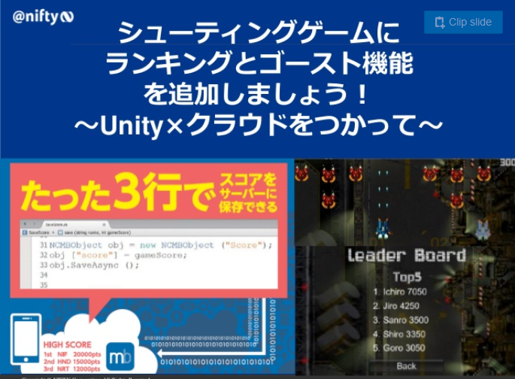 @nifty
Clip slide
シューティングゲームに
ランキングとゴースト機能
を追加しましょう！
～Unity×クラウドをつかって～
たった3行で
スコアを
サーバーに
保存できる
31 NCMBObject obj = new NCMBObject ("Score");
32 obj ["score"] = gameScore;
33 obj.SaveAsync ();
34
35
HIGH SCORE
1st NIF 30000pts
2nd HND 15000pts
3rd NRT 12000pts
mb
Leader Board
Top5
1. Ichiro 7050
2. Jiro 4250
3. Sanro 3500
4. Shiro 3350
5. Goro 3050
Back